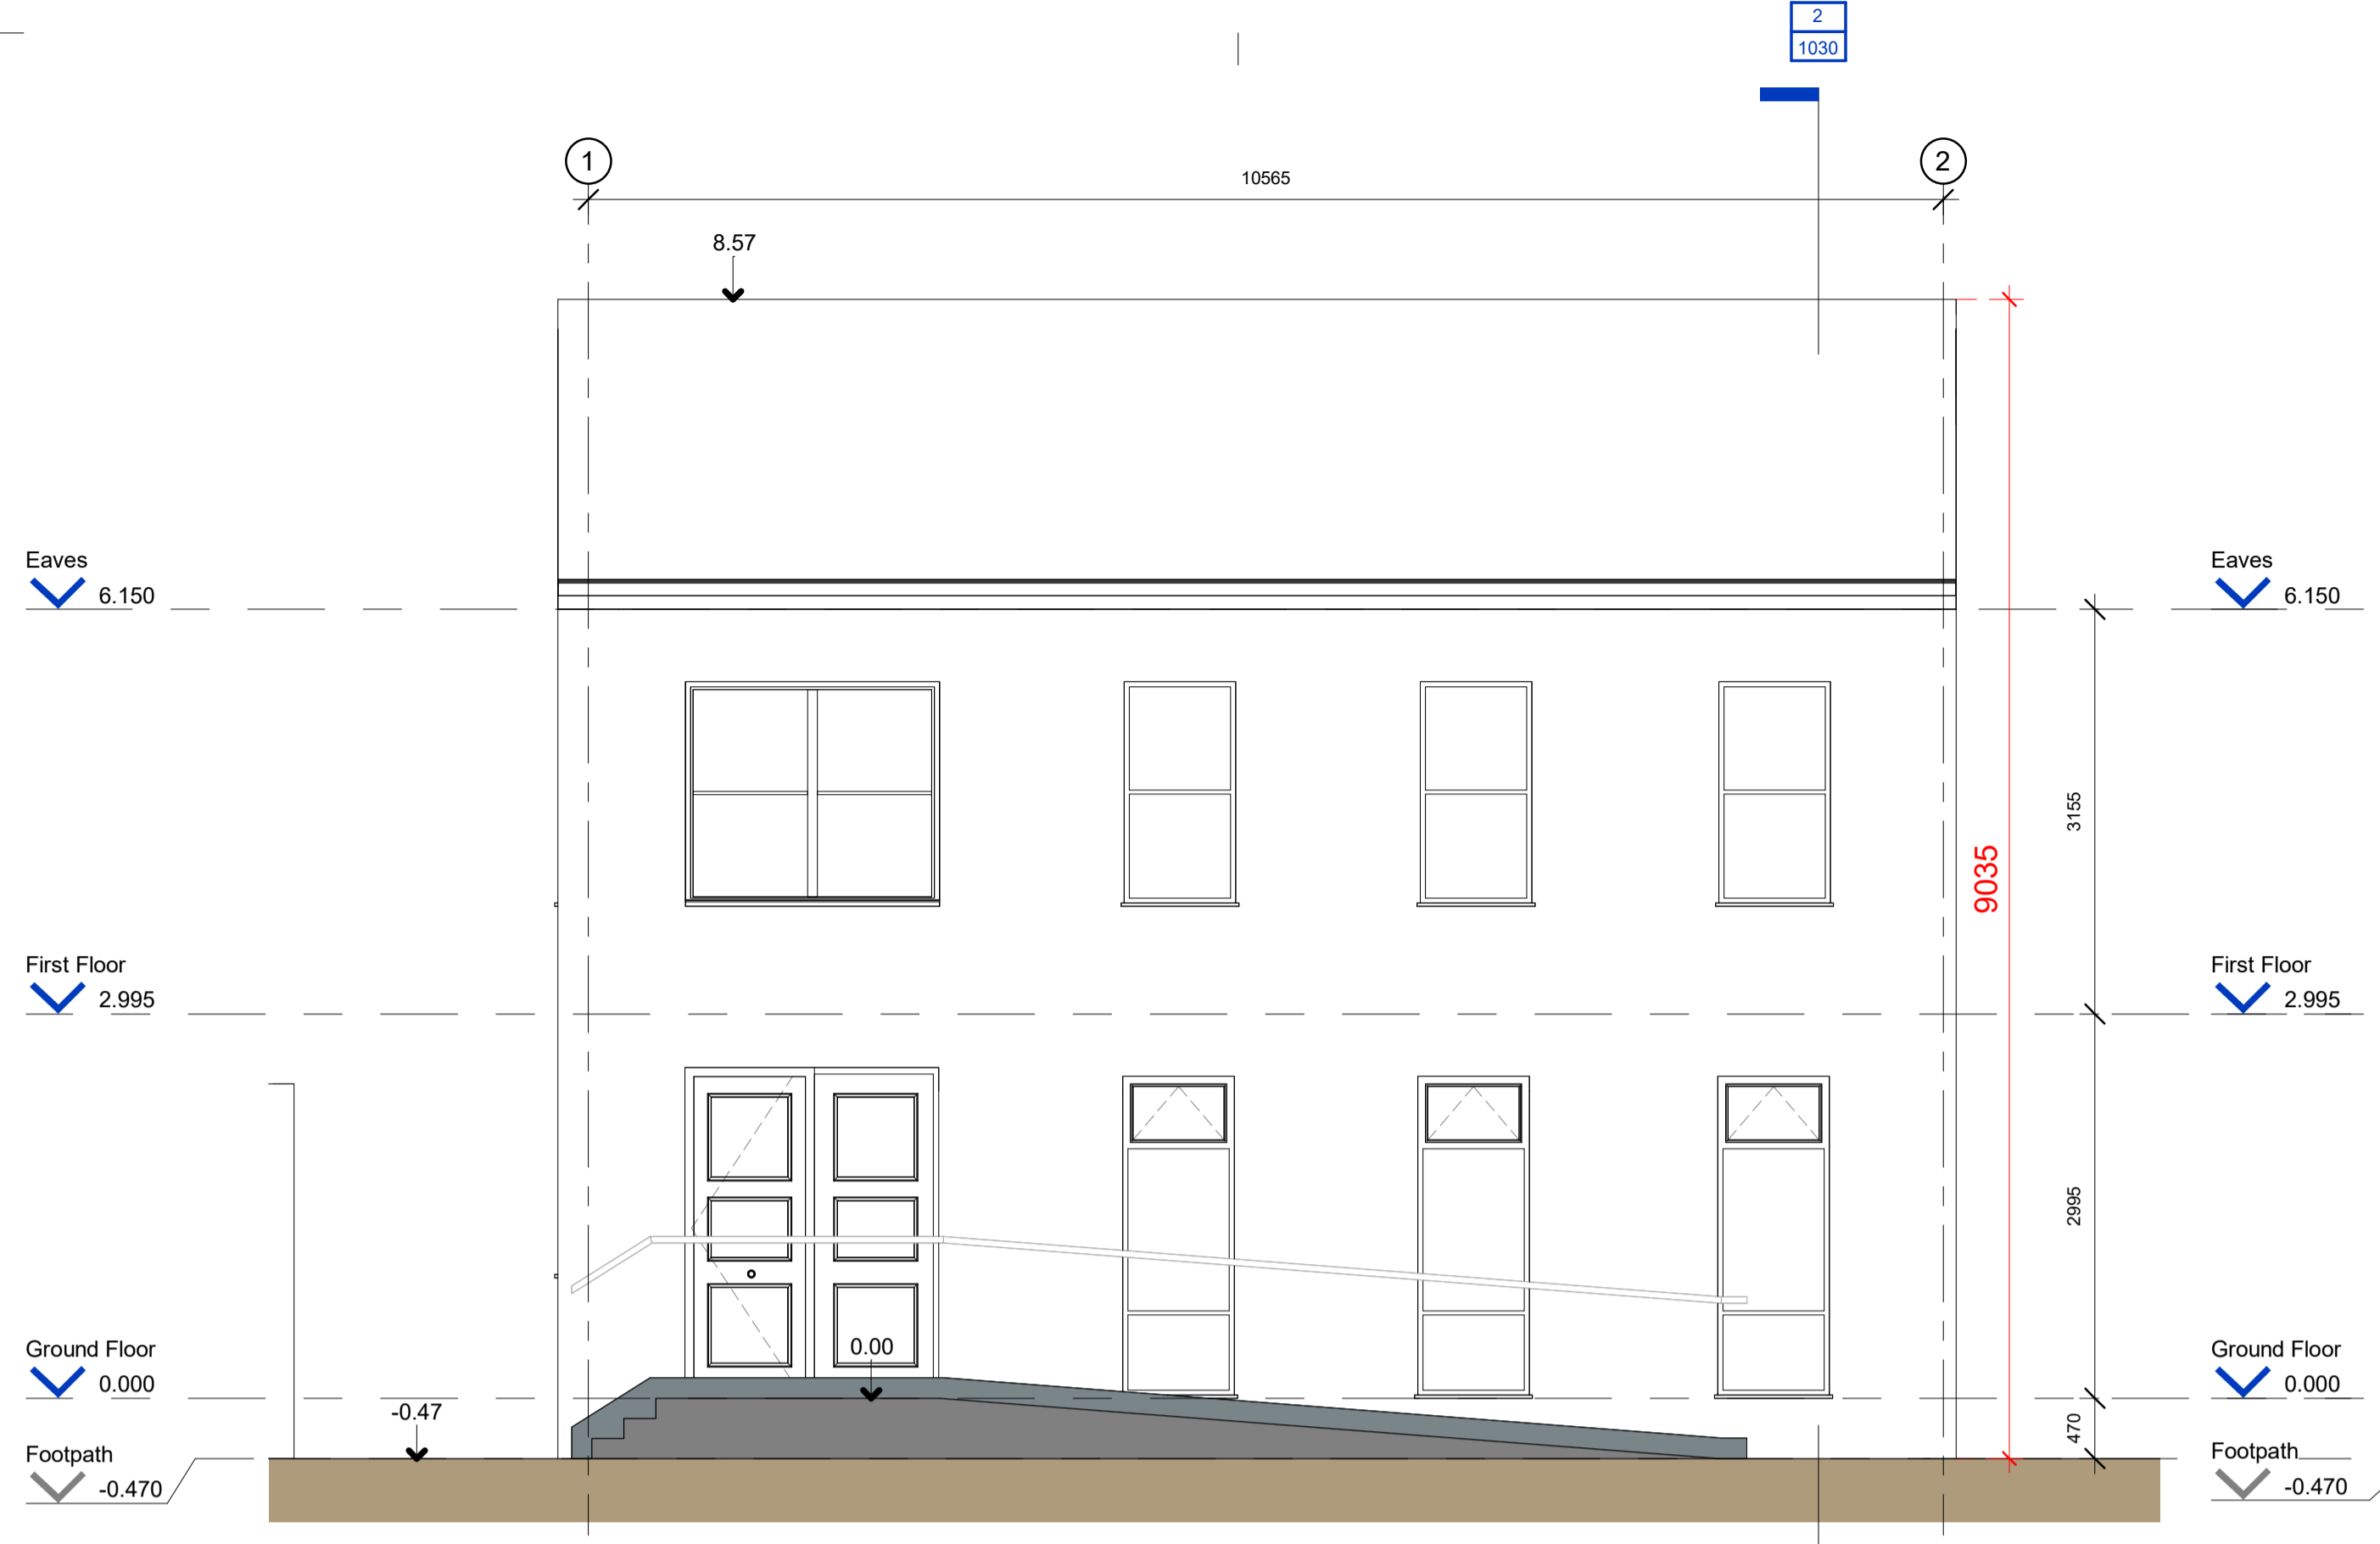 2
1030
1
2
10565
8.57
Eaves
6.150
Eaves
6.150
3155
9035
First Floor
2.995
First Floor
2.995
2995
Ground Floor
0.000
0.00
Ground Floor
0.000
-0.47
470
Footpath
-0.470
Footpath
-0.470